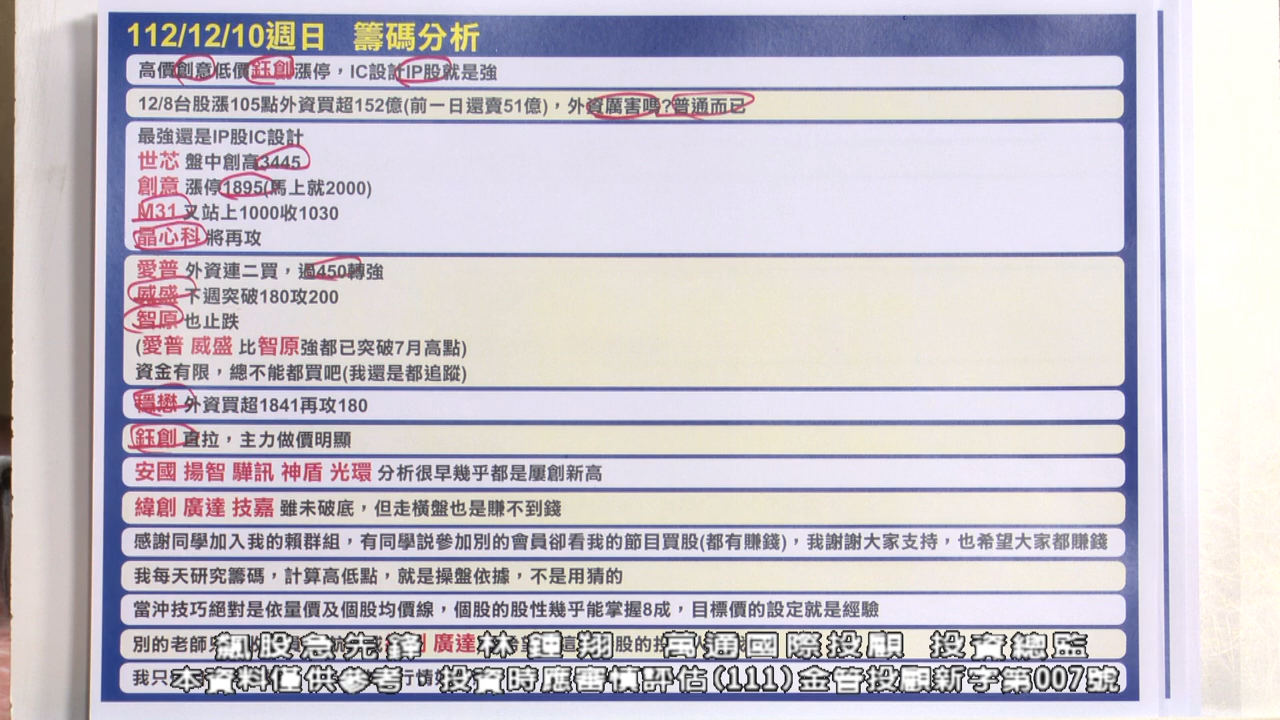 112/12/10週日 籌碼分析
高價創意低價鈺創漲停，IC設計IP股就是強
12/8台股漲105點外資買超152億(前一日還賣51億)，外資厲害嗎?普通而已
最強還是IP股IC設計
世芯 盤中創高3445
創意 漲停1895(馬上就2000)
M31 又站上1000收1030
晶心科 將再攻
愛普 外資連二買，過450轉強
威盛 下週突破180攻200
智原 也止跌
(愛普 威盛 比智原強都已突破7月高點)
資金有限，總不能都買吧(我還是都追蹤)
穩懋 外資買超1841再攻180
鈺創 直拉，主力做價明顯
安國 揚智 驊訊 神盾 光環 分析很早幾乎都是屢創新高
緯創 廣達 技嘉 雖未破底，但走橫盤也是賺不到錢
感謝同學加入我的賴群組，有同學說參加別的會員卻看我的節目買股(都有賺錢)，我謝謝大家支持，也希望大家都賺錢
我每天研究籌碼，計算高低點，就是操盤依據，不是用猜的
當沖技巧絕對是依量價及個股均價線，個股的股性幾乎能掌握8成，目標價的設定就是經驗
別的老師 廣達 股的
我只
飆股急先鋒 林鍾翔 萬通國際投顧 投資總監
本資料僅供參考 投資時應審慎評估(111)金管投顧新字第007號